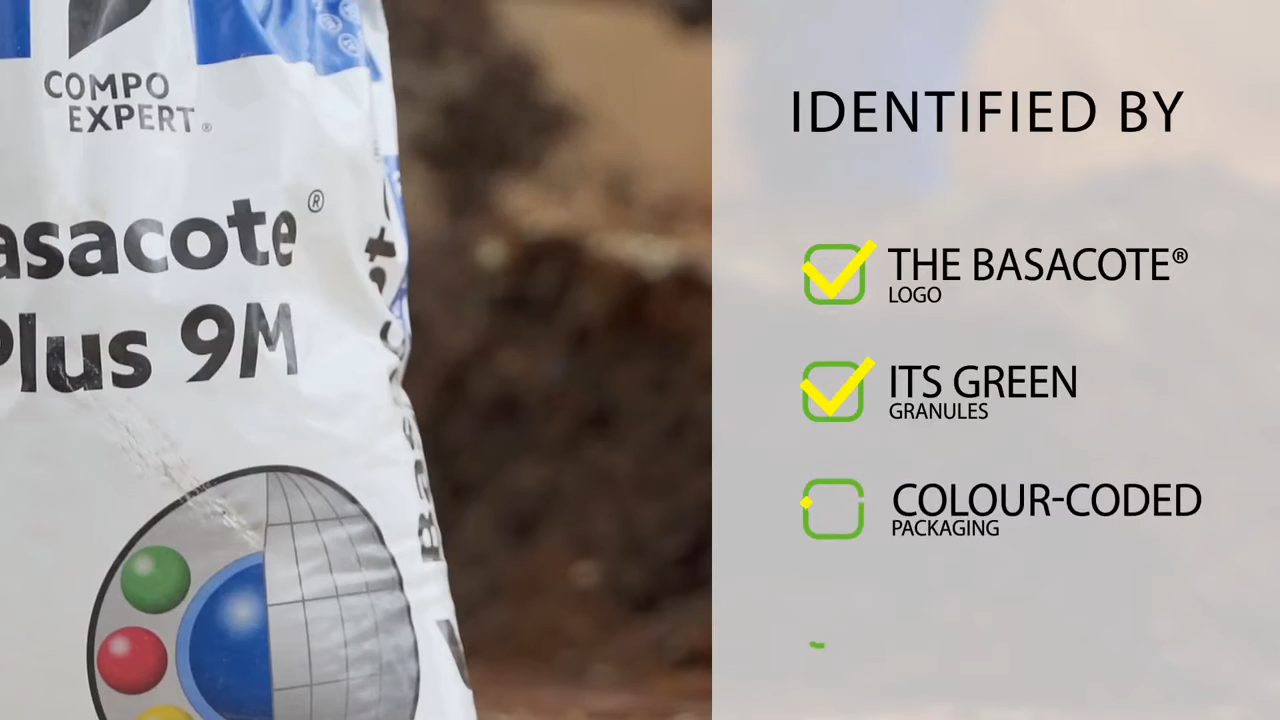 COMPO
EXPERT®
asacote®
Plus 9M
IDENTIFIED BY
THE BASACOTE®
LOGO
ITS GREEN
GRANULES
COLOUR-CODED
PACKAGING